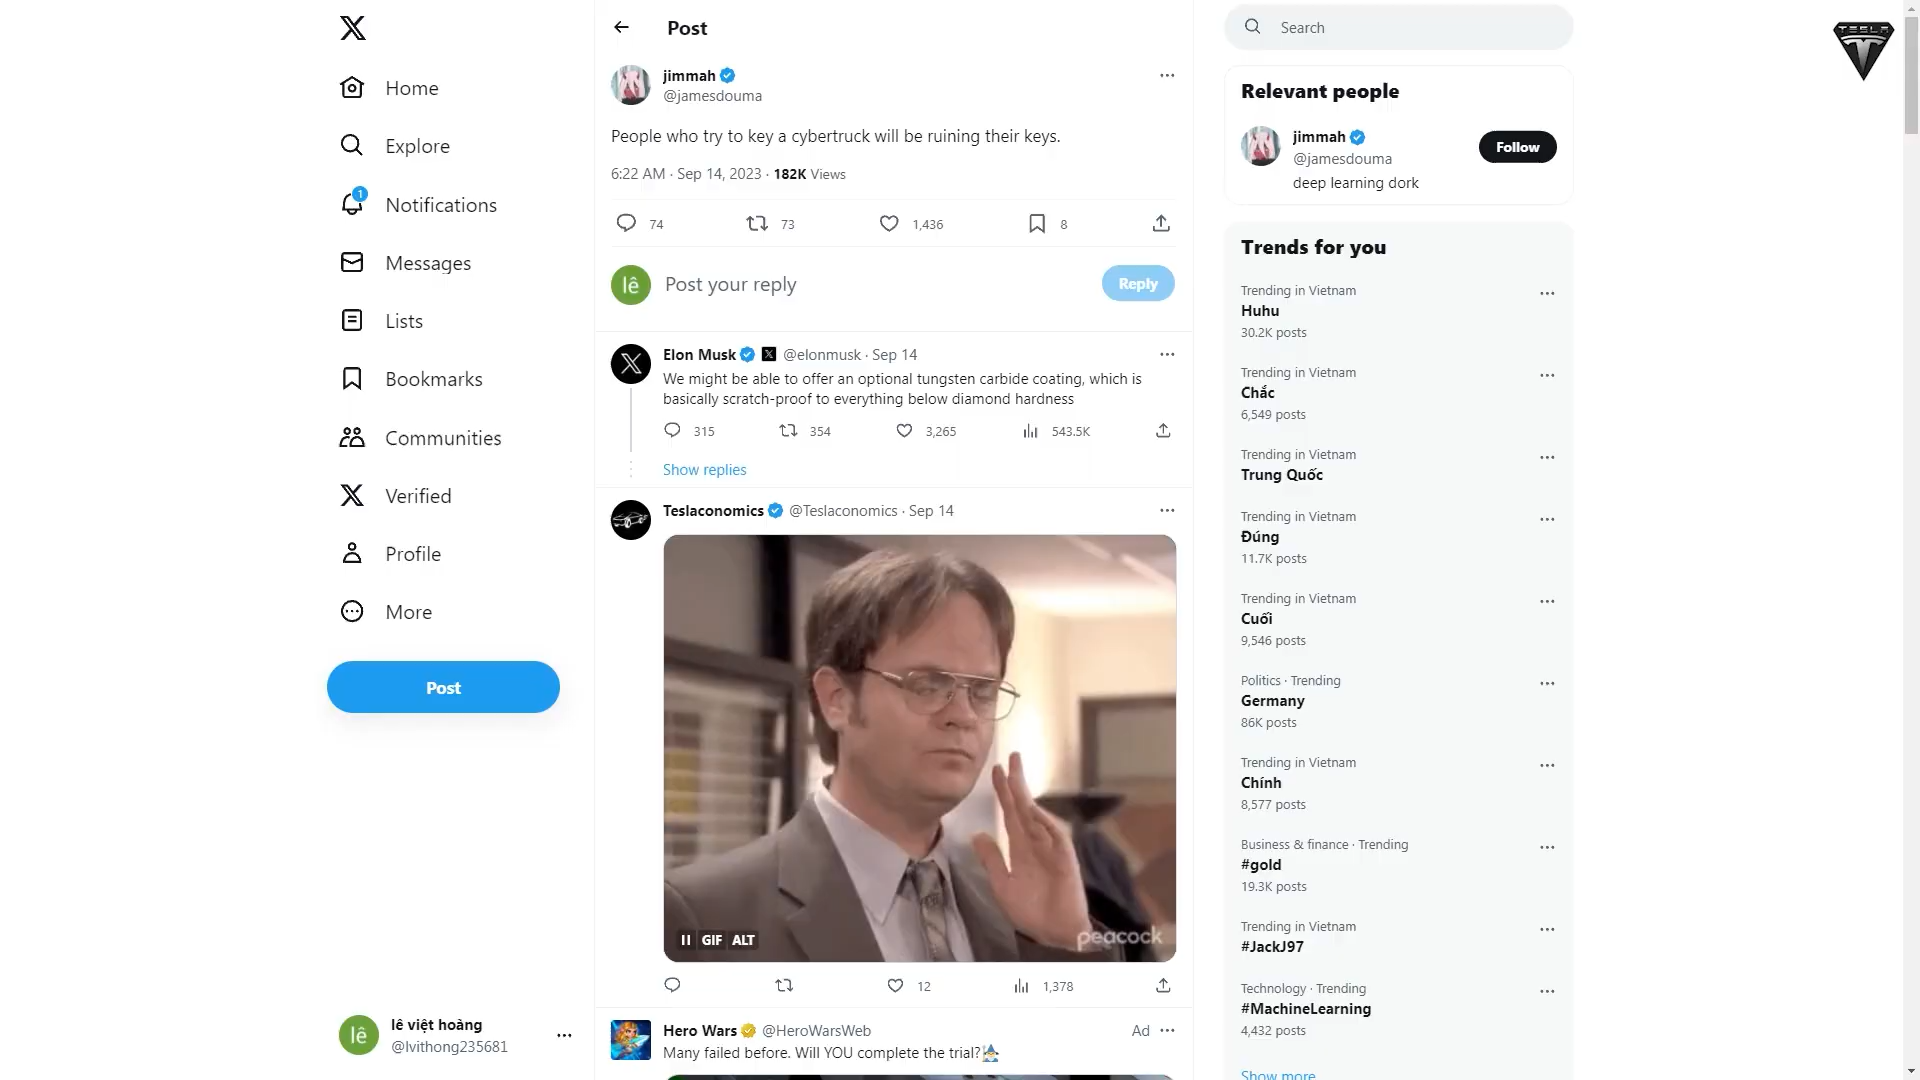 Post
jimmah
@jamesdouma
People who try to key a cybertruck will be ruining their keys.
6:22 AM · Sep 14, 2023 · 182K Views
74 73 1,436 8
lê Post your reply Reply
Elon Musk @elonmusk · Sep 14
We might be able to offer an optional tungsten carbide coating, which is
basically scratch-proof to everything below diamond hardness
315 354 3,265 543.5K
Show replies
Teslaconomics @Teslaconomics · Sep 14
GIF ALT
peacock
12 1,378
Hero Wars @HeroWarsWeb Ad
Many failed before. Will YOU complete the trial?
Home
Explore
1
Notifications
Messages
Lists
Bookmarks
Communities
Verified
Profile
More
Post
lê
lê việt hoàng
@lvithong235681
Search
Relevant people
jimmah
@jamesdouma
Follow
deep learning dork
Trends for you
Trending in Vietnam
Huhu
30.2K posts
Trending in Vietnam
Chắc
6,549 posts
Trending in Vietnam
Trung Quốc
Trending in Vietnam
Đúng
11.7K posts
Trending in Vietnam
Cuối
9,546 posts
Politics · Trending
Germany
86K posts
Trending in Vietnam
Chính
8,577 posts
Business & finance · Trending
#gold
19.3K posts
Trending in Vietnam
#JackJ97
Technology · Trending
#MachineLearning
4,432 posts
Show more
TESLA